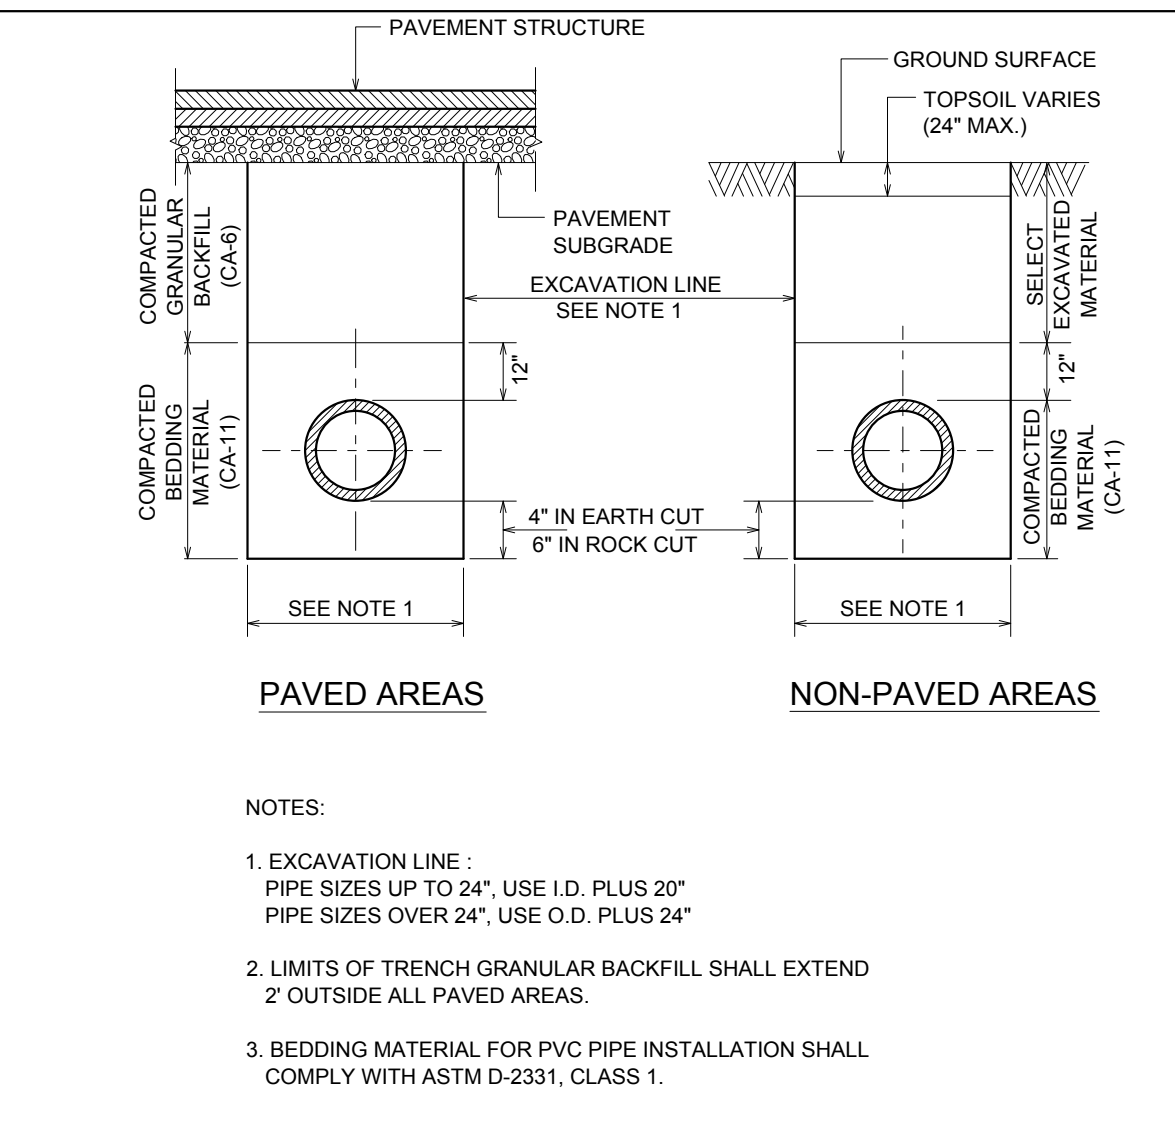 PAVEMENT STRUCTURE
GROUND SURFACE
TOPSOIL VARIES
(24" MAX.)
COMPACTED
GRANULAR
BACKFILL
(CA-6)
PAVEMENT
SUBGRADE
EXCAVATION LINE
SEE NOTE 1
SELECT
EXCAVATED
MATERIAL
COMPACTED
BEDDING
MATERIAL
(CA-11)
12"
12"
COMPACTED
BEDDING
MATERIAL
(CA-11)
4" IN EARTH CUT
6" IN ROCK CUT
SEE NOTE 1
SEE NOTE 1
PAVED AREAS
NON-PAVED AREAS
NOTES:
1. EXCAVATION LINE :
PIPE SIZES UP TO 24", USE I.D. PLUS 20"
PIPE SIZES OVER 24", USE O.D. PLUS 24"
2. LIMITS OF TRENCH GRANULAR BACKFILL SHALL EXTEND
2' OUTSIDE ALL PAVED AREAS.
3. BEDDING MATERIAL FOR PVC PIPE INSTALLATION SHALL
COMPLY WITH ASTM D-2331, CLASS 1.